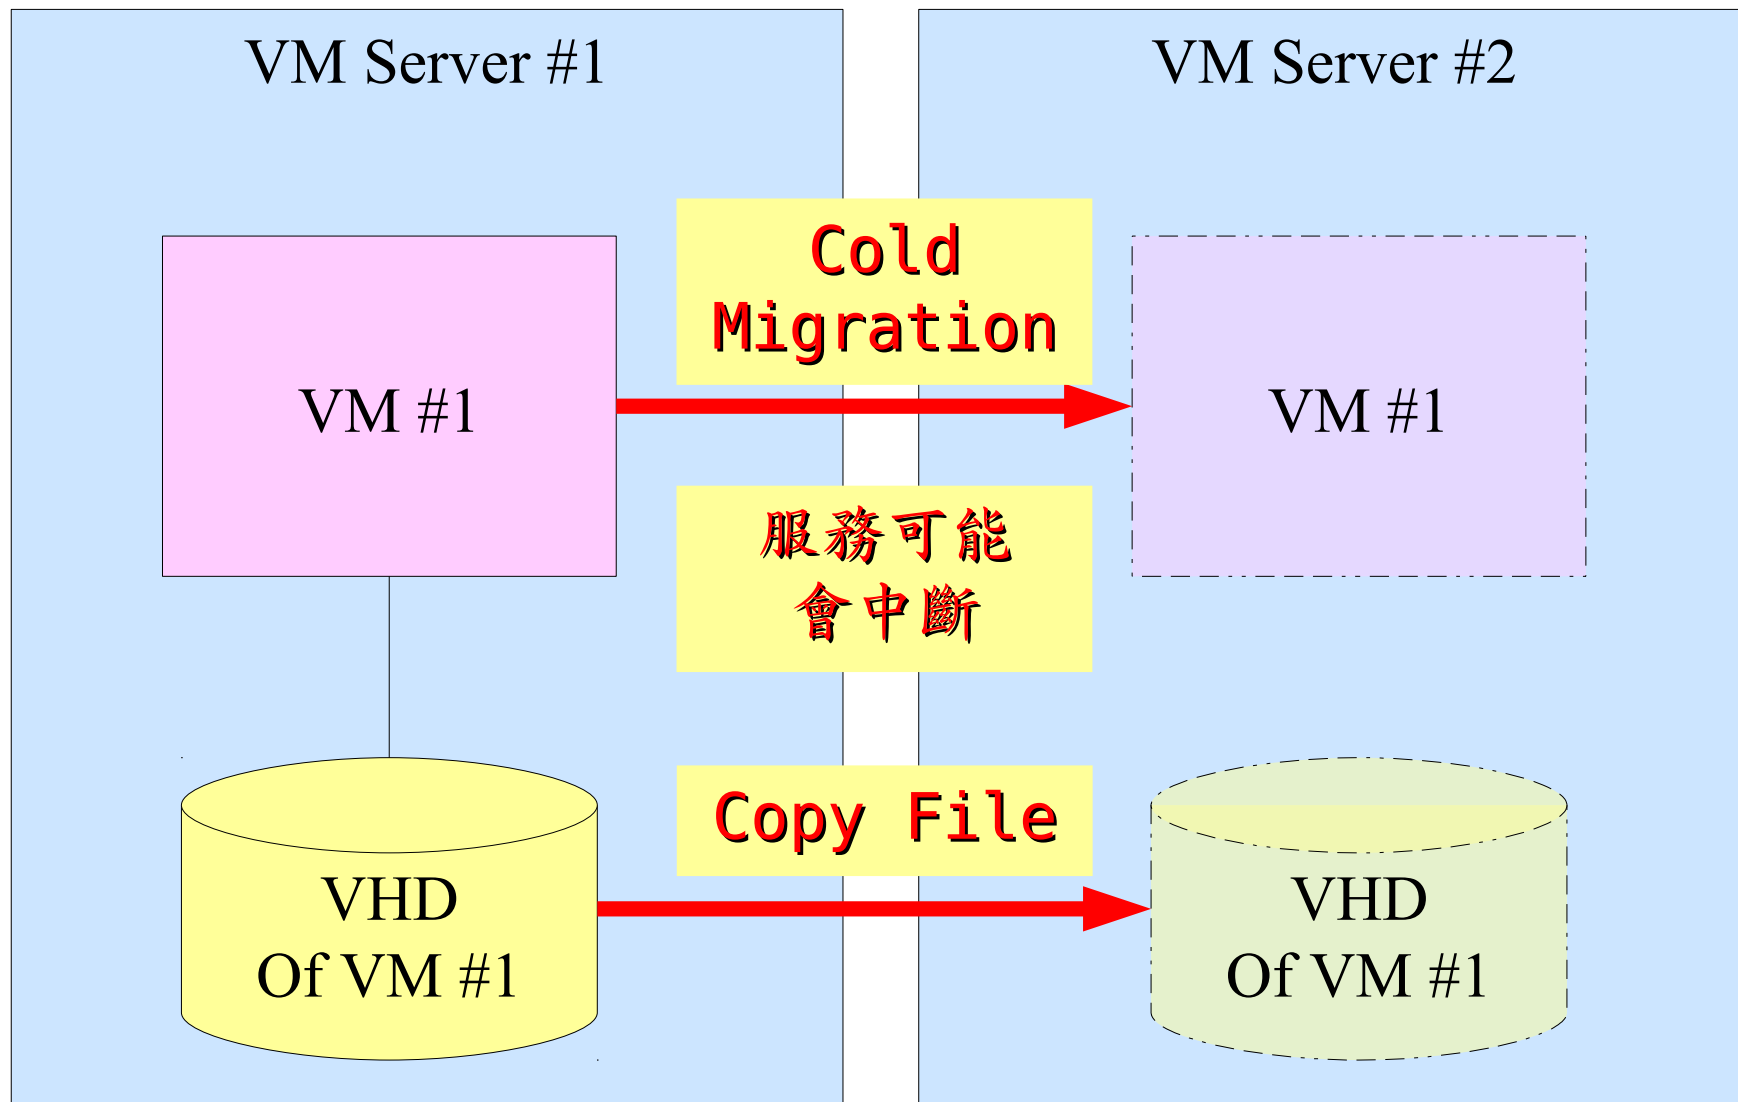 VM Server #1
VM Server #2
Cold
Migration
VM #1
VM #1
服務可能
會中斷
Copy File
VHD
Of VM #1
VHD
Of VM #1